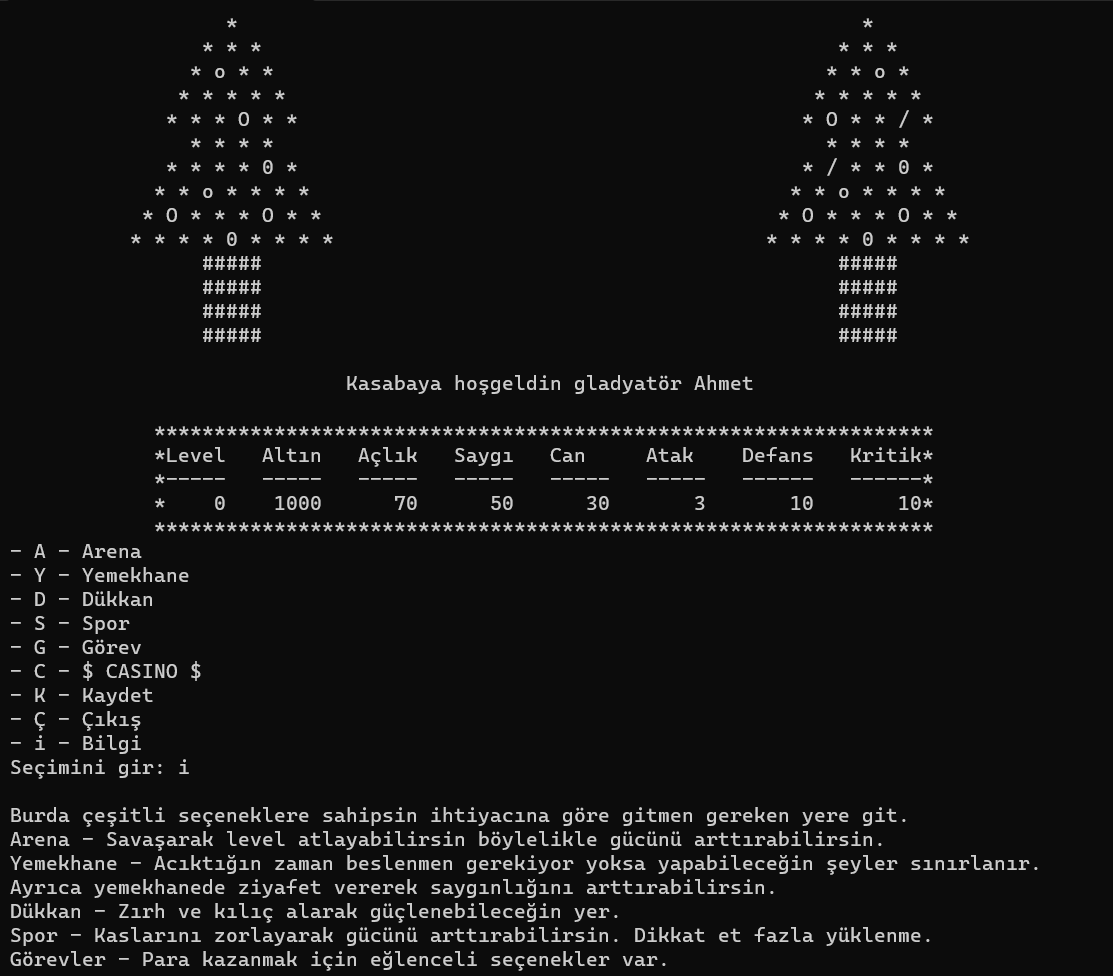 * *
* * * * * *
* o * * * * o *
* * * * * * * * * *
* * * O * * * O * * / *
* * * * * * * *
* * * * 0 * * / * * 0 *
* * o * * * * * * o * * * *
* O * * * O * * * O * * * O * *
* * * * 0 * * * * * * * * 0 * * * *
##### #####
##### #####
##### #####
##### #####
Kasabaya hoşgeldin gladyatör Ahmet
*****************************************************************
*Level Altın Açlık Saygı Can Atak Defans Kritik*
*----- ----- ----- ----- ----- ----- ------ ------*
* 0 1000 70 50 30 3 10 10*
*****************************************************************
- A - Arena
- Y - Yemekhane
- D - Dükkan
- S - Spor
- G - Görev
- C - $ CASINO $
- K - Kaydet
- Ç - Çıkış
- i - Bilgi
Seçimini gir: i
Burda çeşitli seçeneklere sahipsin ihtiyacına göre gitmen gereken yere git.
Arena - Savaşarak level atlayabilirsin böylelikle gücünü arttırabilirsin.
Yemekhane - Acıktığın zaman beslenmen gerekiyor yoksa yapabileceğin şeyler sınırlanır.
Ayrıca yemekhanede ziyafet vererek saygınlığını arttırabilirsin.
Dükkan - Zırh ve kılıç alarak güçlenebileceğin yer.
Spor - Kaslarını zorlayarak gücünü arttırabilirsin. Dikkat et fazla yüklenme.
Görevler - Para kazanmak için eğlenceli seçenekler var.